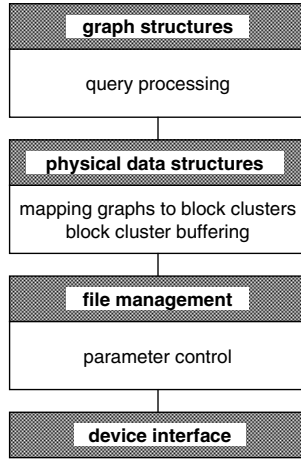 graph structures
query processing
physical data structures
mapping graphs to block clusters
block cluster buffering
file management
parameter control
device interface